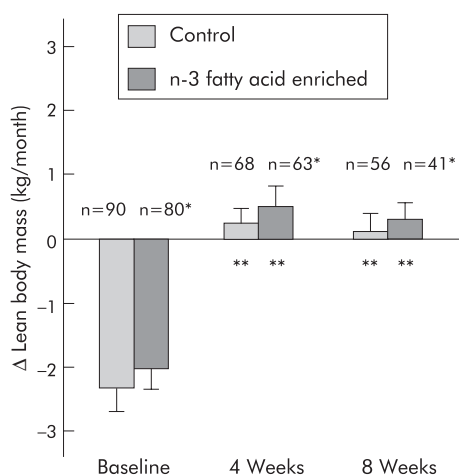 Control
n-3 fatty acid enriched
Δ Lean body mass (kg/month)
3
2
1
0
−1
−2
−3
n=90 n=80*
n=68 n=63*
n=56 n=41*
** **
** **
Baseline 4 Weeks 8 Weeks